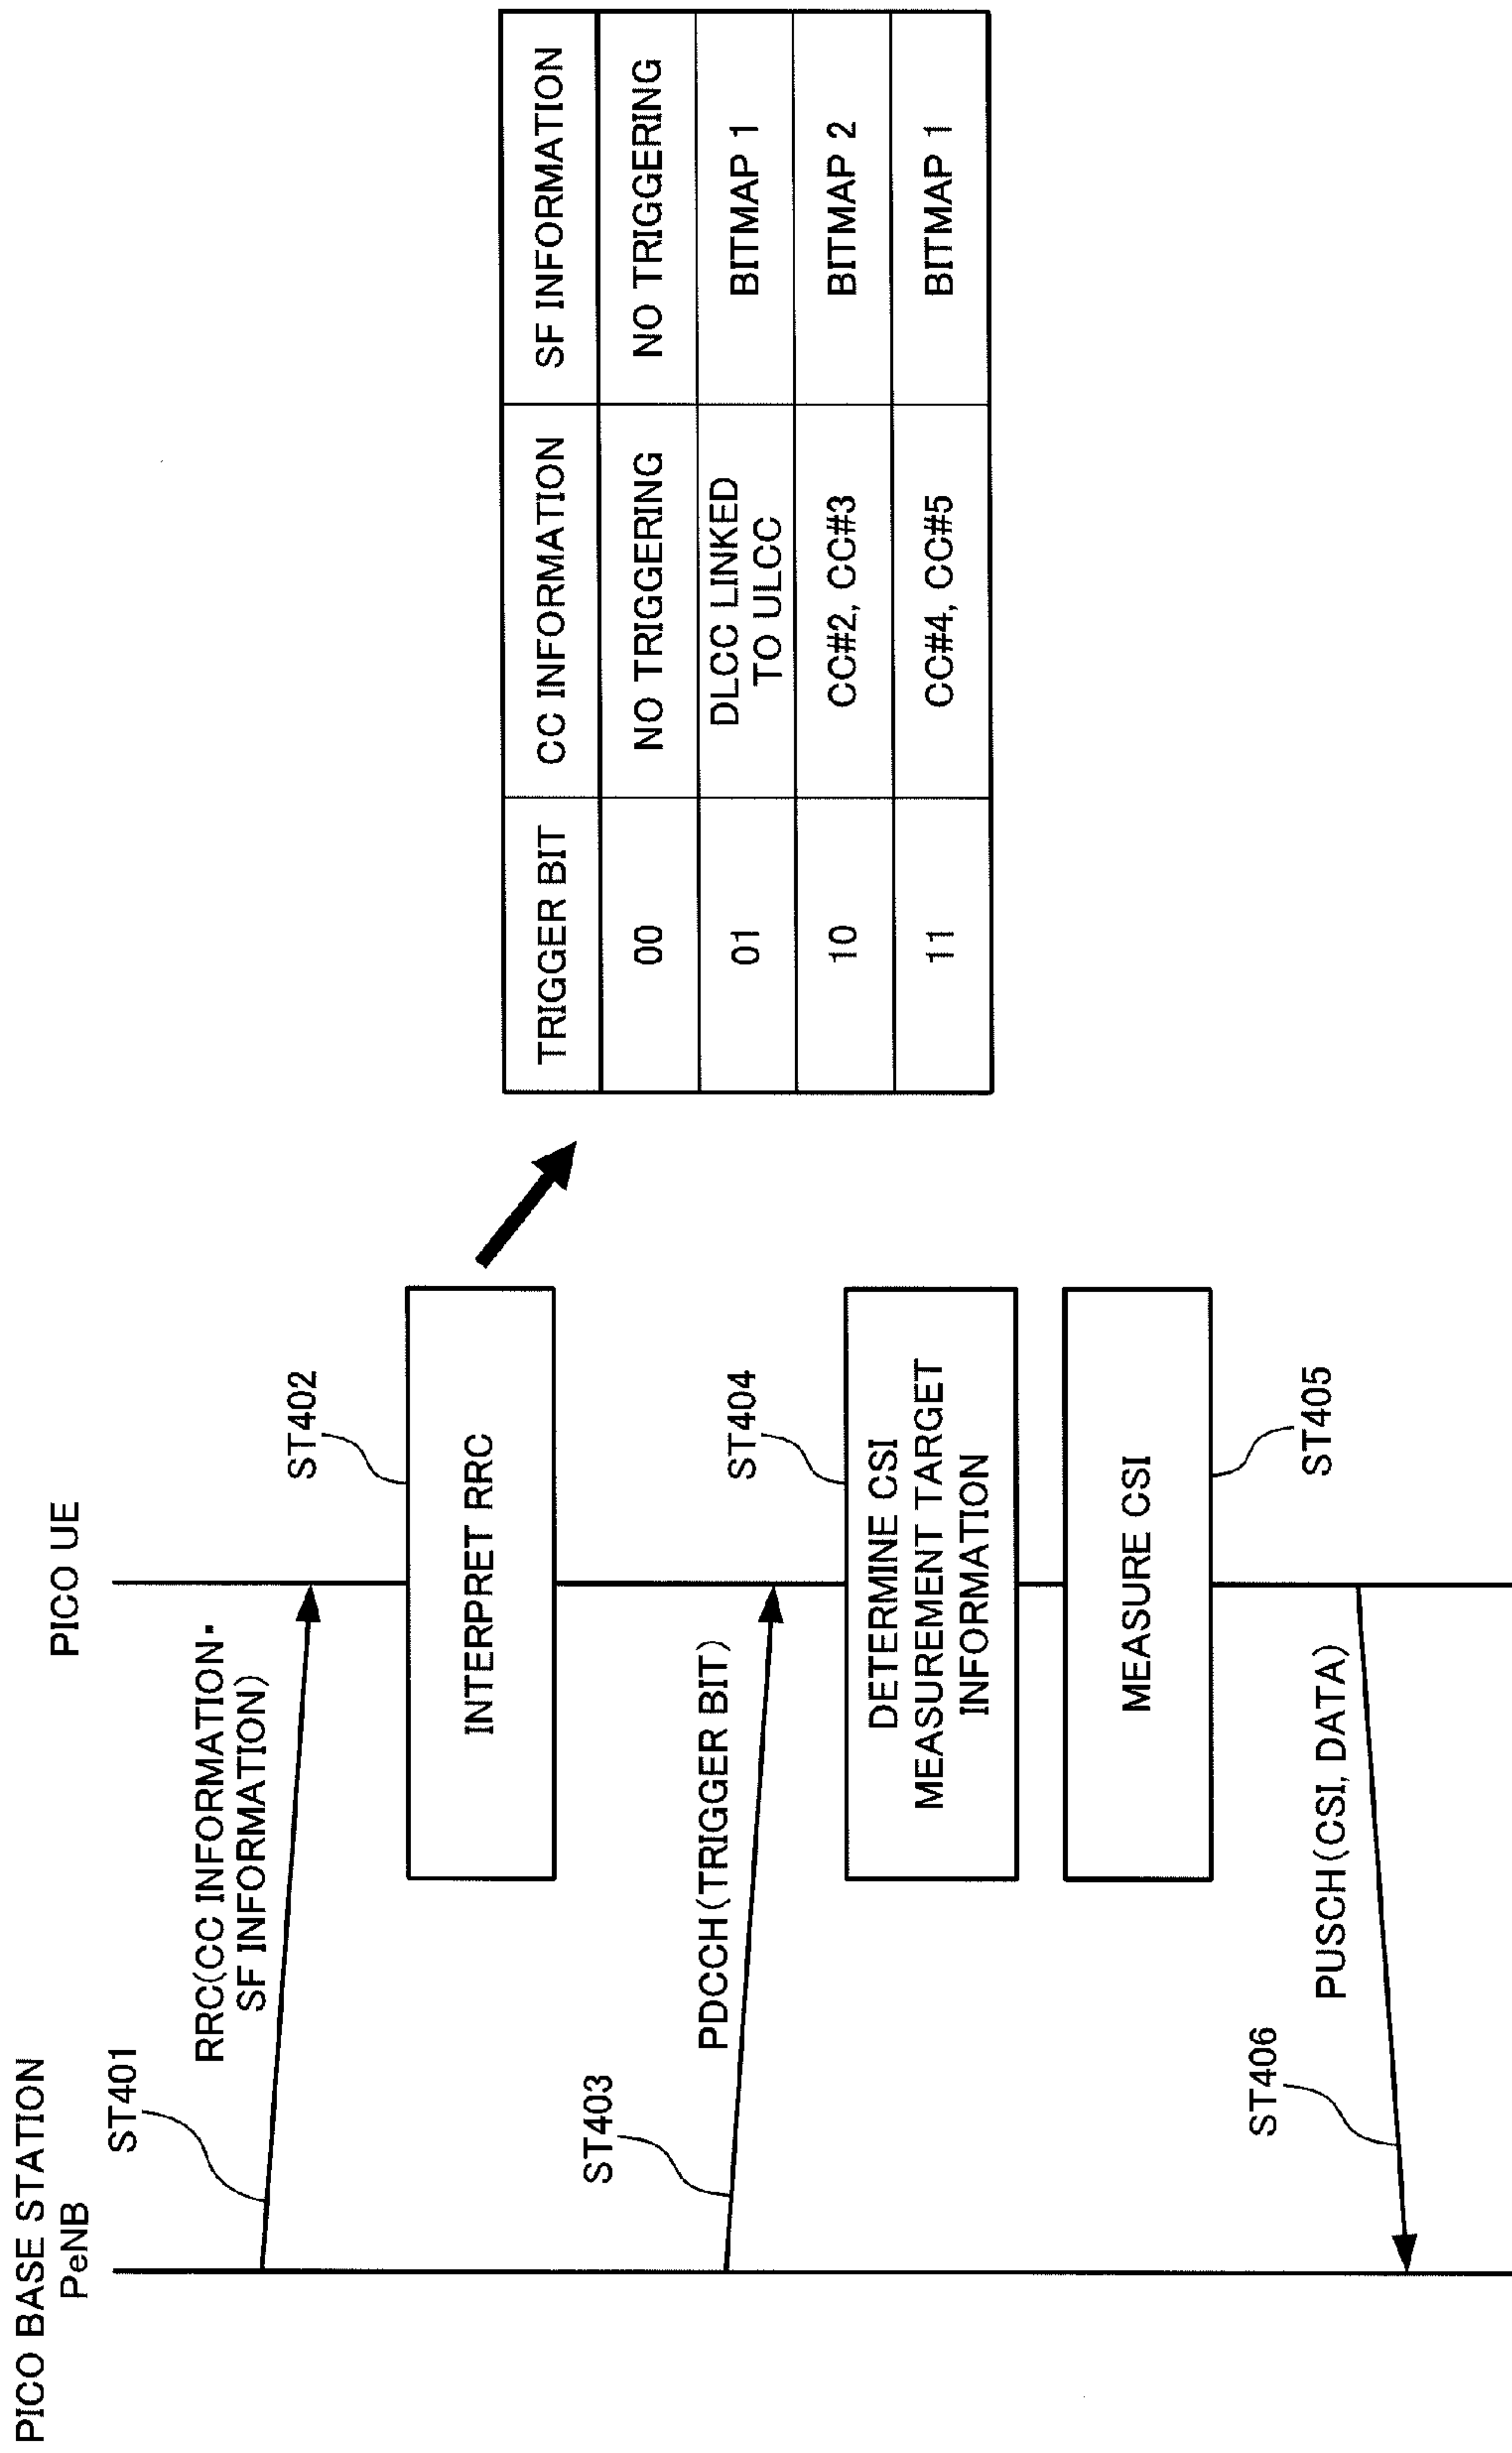 PICO BASE STATION
PeNB
PICO UE
ST401
RRC(CC INFORMATION·
SF INFORMATION)
ST402
INTERPRET RRC
ST403
PDCCH(TRIGGER BIT)
ST404
DETERMINE CSI
MEASUREMENT TARGET
INFORMATION
MEASURE CSI
ST405
ST406
PUSCH(CSI, DATA)
TRIGGER BIT
CC INFORMATION
SF INFORMATION
00
NO TRIGGERING
NO TRIGGERING
01
DLCC LINKED
TO ULCC
BITMAP 1
10
CC#2, CC#3
BITMAP 2
11
CC#4, CC#5
BITMAP 1